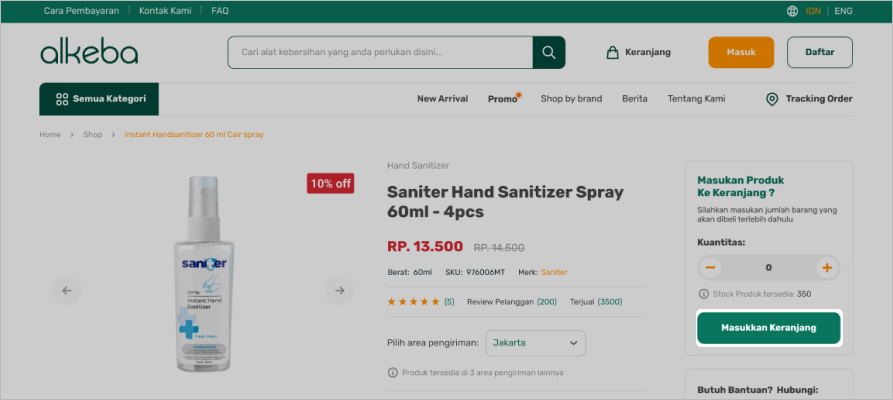 Cara Pembayaran | Kontak Kami | FAQ
IDN | ENG
alkeba
Cari alat kebersihan yang anda perlukan disini...
Keranjang
Masuk
Daftar
Semua Kategori
New Arrival
Promo
Shop by brand
Berita
Tentang Kami
Tracking Order
Home > Shop > Instant Handsanitizer 60 ml Cair spray
10% off
saniter
spray
Instant Hand
Sanitizer
fresh clean
Hand Sanitizer
Saniter Hand Sanitizer Spray
60ml - 4pcs
RP. 13.500 RP. 14.500
Berat: 60ml SKU: 976006MT Merk: Saniter
(5) Review Pelanggan (200) Terjual (3500)
Pilih area pengiriman: Jakarta
Produk tersedia di 3 area pengiriman lainnya
Masukan Produk
Ke Keranjang ?
Silahkan masukan jumlah barang yang
akan dibeli terlebih dahulu
Kuantitas:
− 0 +
Stock Produk tersedia: 350
Masukkan Keranjang
Butuh Bantuan? Hubungi: